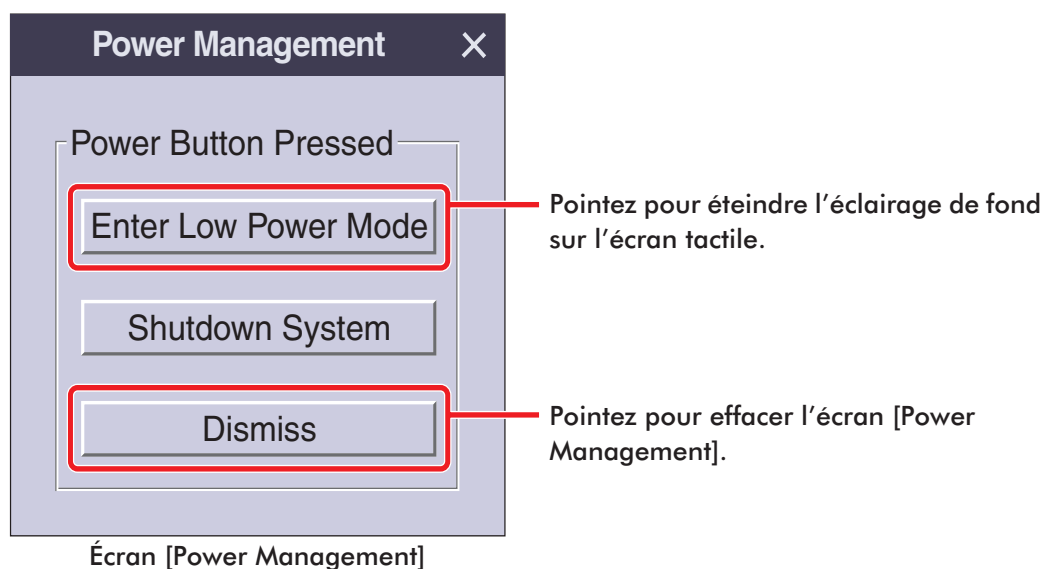 Power Management ×
Power Button Pressed
Enter Low Power Mode
Pointez pour éteindre l’éclairage de fond
sur l’écran tactile.
Shutdown System
Dismiss
Pointez pour effacer l’écran [Power
Management].
Écran [Power Management]